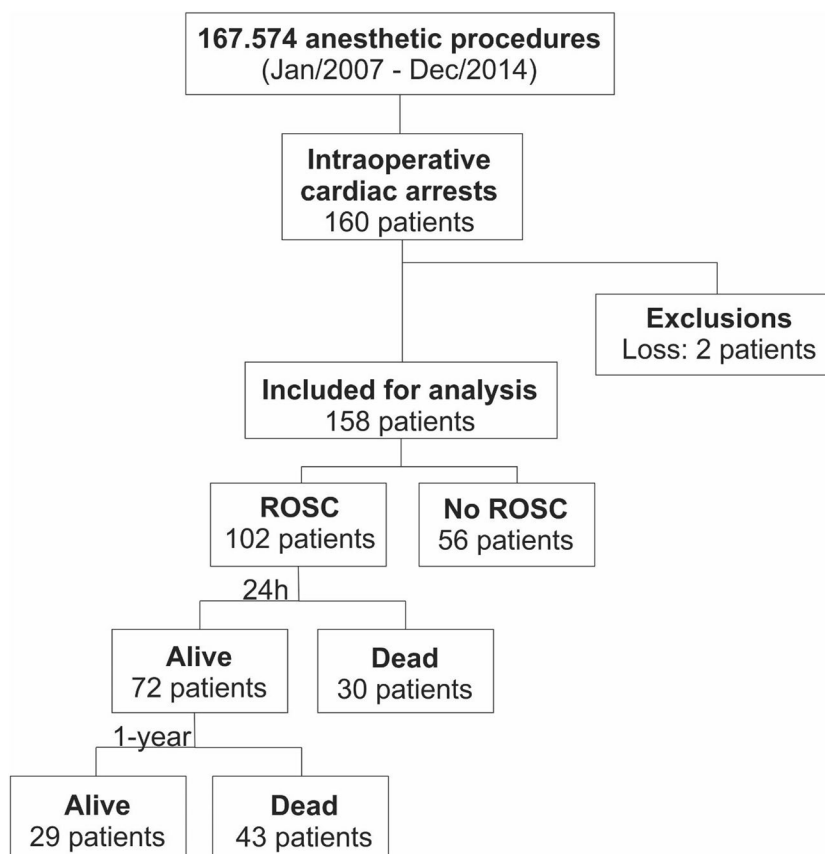 167.574 anesthetic procedures
(Jan/2007 - Dec/2014)
Intraoperative
cardiac arrests
160 patients
Exclusions
Loss: 2 patients
Included for analysis
158 patients
ROSC
102 patients
No ROSC
56 patients
24h
Alive
72 patients
Dead
30 patients
1-year
Alive
29 patients
Dead
43 patients